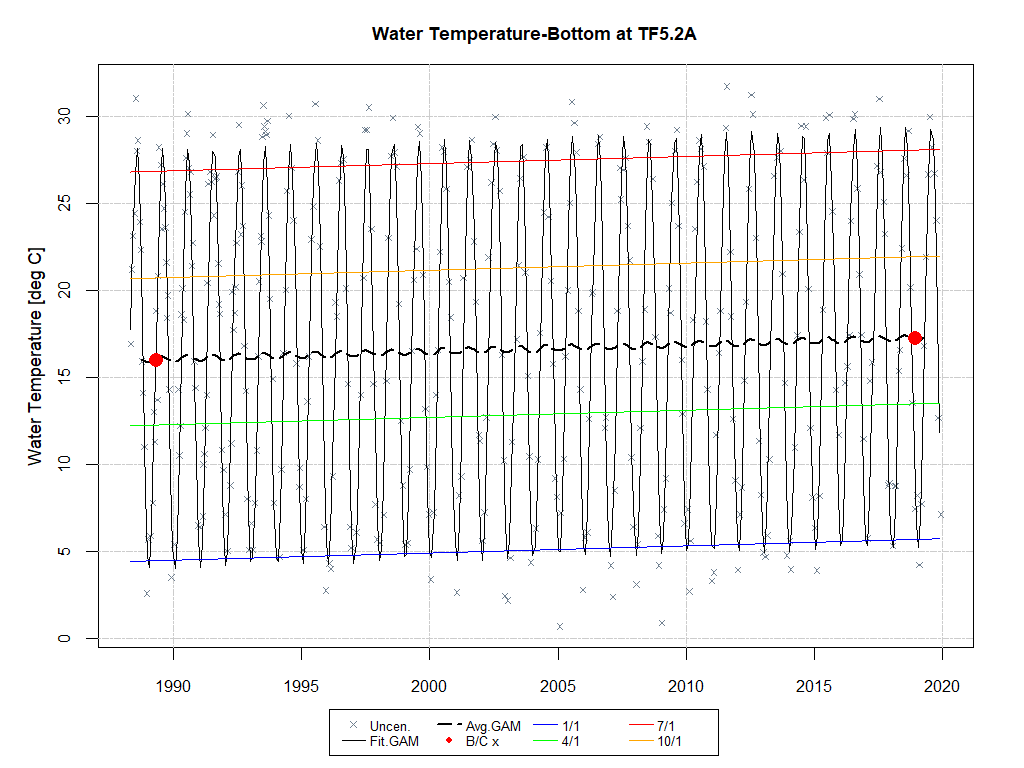 Water Temperature-Bottom at TF5.2A
Water Temperature [deg C]
30
25
20
15
10
5
0
1990 1995 2000 2005 2010 2015 2020
Uncen. Avg.GAM 1/1 7/1
Fit.GAM B/C x 4/1 10/1